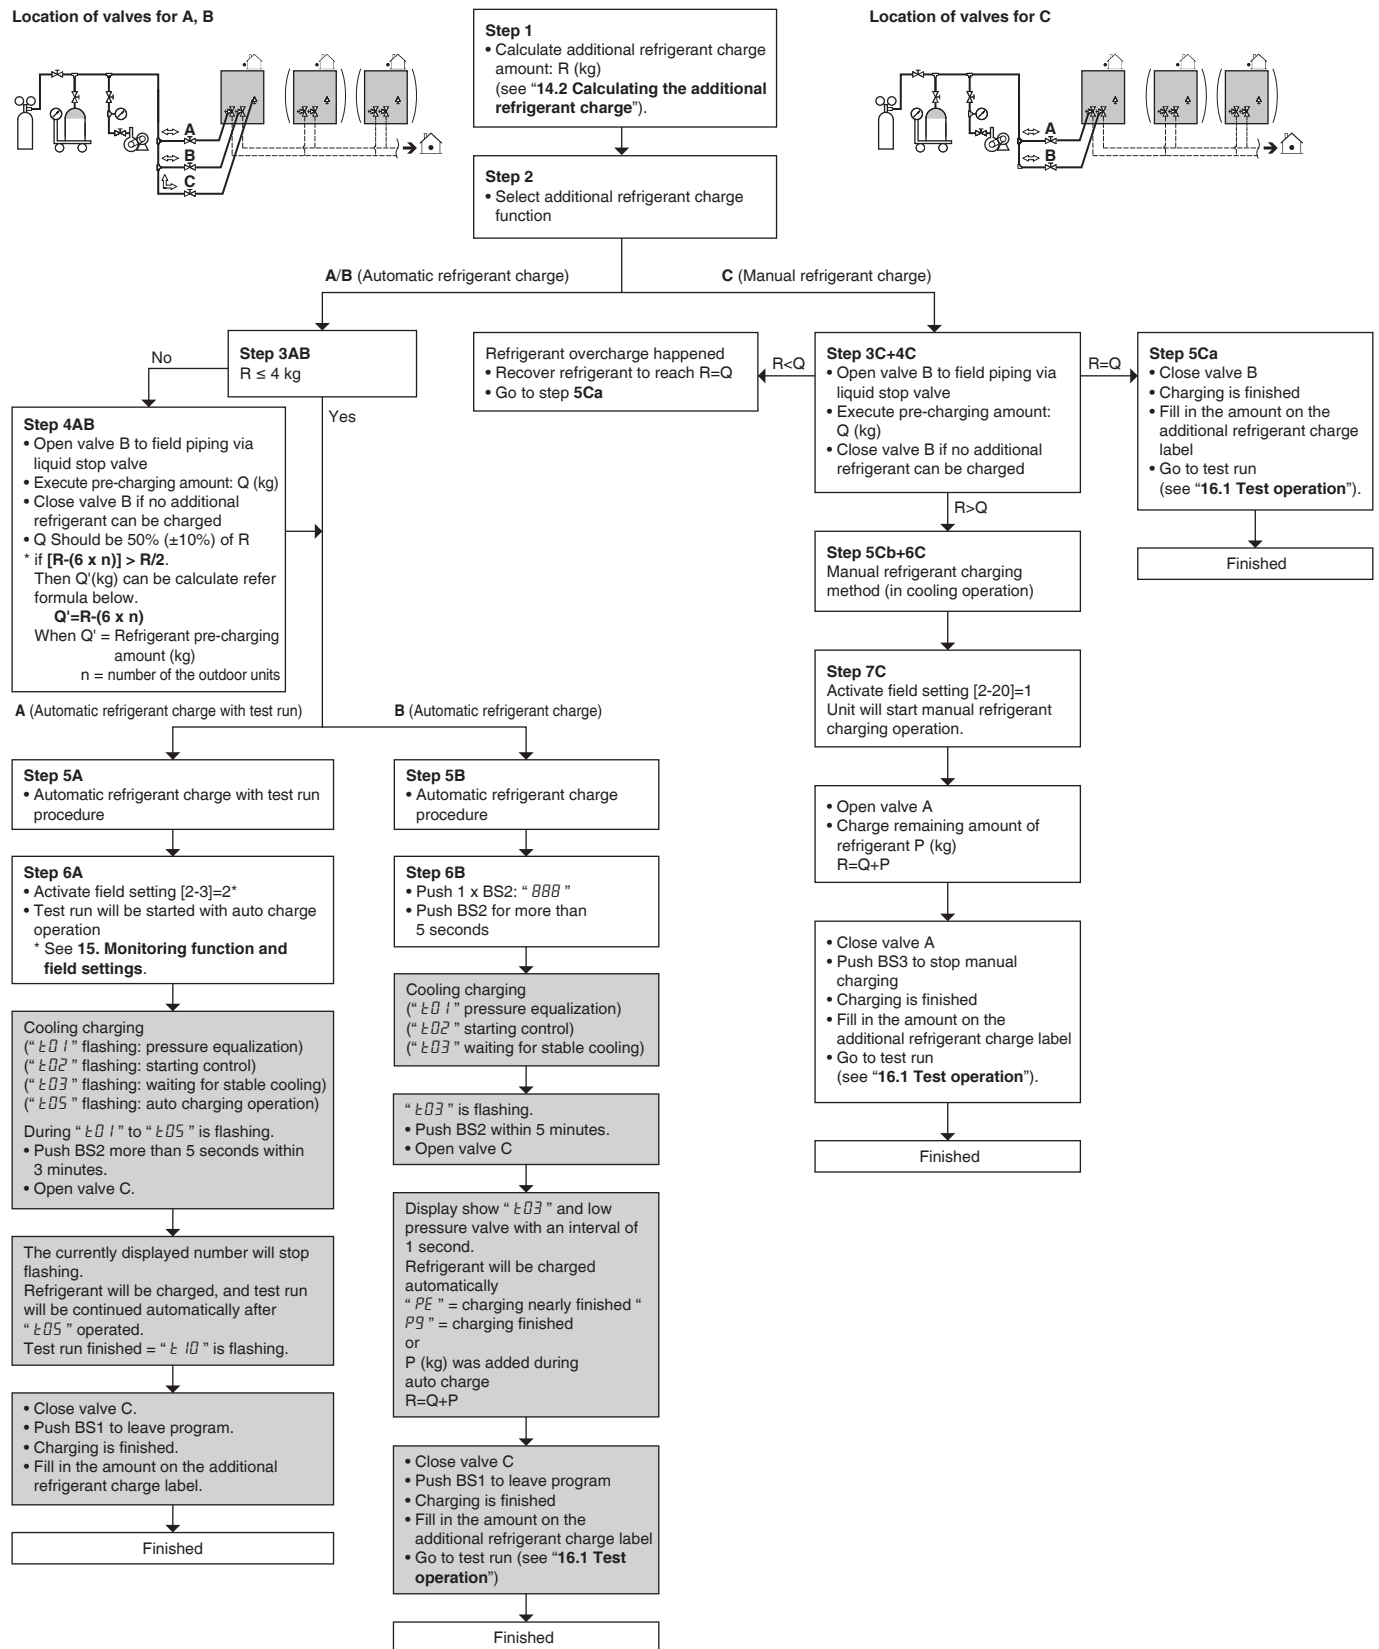 Location of valves for A, B
A
B
C
Location of valves for C
A
B
Step 1
• Calculate additional refrigerant charge
amount: R (kg)
(see "14.2 Calculating the additional
refrigerant charge").
Step 2
• Select additional refrigerant charge
function
A/B (Automatic refrigerant charge)
C (Manual refrigerant charge)
Step 3AB
R ≤ 4 kg
No
Yes
Step 4AB
• Open valve B to field piping via
liquid stop valve
• Execute pre-charging amount: Q (kg)
• Close valve B if no additional
refrigerant can be charged
• Q Should be 50% (±10%) of R
* if [R-(6 x n)] > R/2.
Then Q'(kg) can be calculate refer
formula below.
Q'=R-(6 x n)
When Q' = Refrigerant pre-charging
amount (kg)
n = number of the outdoor units
A (Automatic refrigerant charge with test run)
B (Automatic refrigerant charge)
Step 5A
• Automatic refrigerant charge with test run
procedure
Step 6A
• Activate field setting [2-3]=2*
• Test run will be started with auto charge
operation
* See 15. Monitoring function and
field settings.
Cooling charging
(" t01 " flashing: pressure equalization)
(" t02 " flashing: starting control)
(" t03 " flashing: waiting for stable cooling)
(" t05 " flashing: auto charging operation)
During " t01 " to " t05 " is flashing.
• Push BS2 more than 5 seconds within
3 minutes.
• Open valve C.
The currently displayed number will stop
flashing.
Refrigerant will be charged, and test run
will be continued automatically after
" t05 " operated.
Test run finished = " t10 " is flashing.
• Close valve C.
• Push BS1 to leave program.
• Charging is finished.
• Fill in the amount on the additional
refrigerant charge label.
Finished
Step 5B
• Automatic refrigerant charge
procedure
Step 6B
• Push 1 x BS2: " 888 "
• Push BS2 for more than
5 seconds
Cooling charging
(" t01 " pressure equalization)
(" t02 " starting control)
(" t03 " waiting for stable cooling)
" t03 " is flashing.
• Push BS2 within 5 minutes.
• Open valve C
Display show " t03 " and low
pressure valve with an interval of
1 second.
Refrigerant will be charged
automatically
" PE " = charging nearly finished "
P9 " = charging finished
or
P (kg) was added during
auto charge
R=Q+P
• Close valve C
• Push BS1 to leave program
• Charging is finished
• Fill in the amount on the
additional refrigerant charge label
• Go to test run (see "16.1 Test
operation")
Finished
Refrigerant overcharge happened
• Recover refrigerant to reach R=Q
• Go to step 5Ca
R<Q
Step 3C+4C
• Open valve B to field piping via
liquid stop valve
• Execute pre-charging amount:
Q (kg)
• Close valve B if no additional
refrigerant can be charged
R=Q
Step 5Ca
• Close valve B
• Charging is finished
• Fill in the amount on the
additional refrigerant charge
label
• Go to test run
(see "16.1 Test operation").
Finished
R>Q
Step 5Cb+6C
Manual refrigerant charging
method (in cooling operation)
Step 7C
Activate field setting [2-20]=1
Unit will start manual refrigerant
charging operation.
• Open valve A
• Charge remaining amount of
refrigerant P (kg)
R=Q+P
• Close valve A
• Push BS3 to stop manual
charging
• Charging is finished
• Fill in the amount on the
additional refrigerant charge label
• Go to test run
(see "16.1 Test operation").
Finished